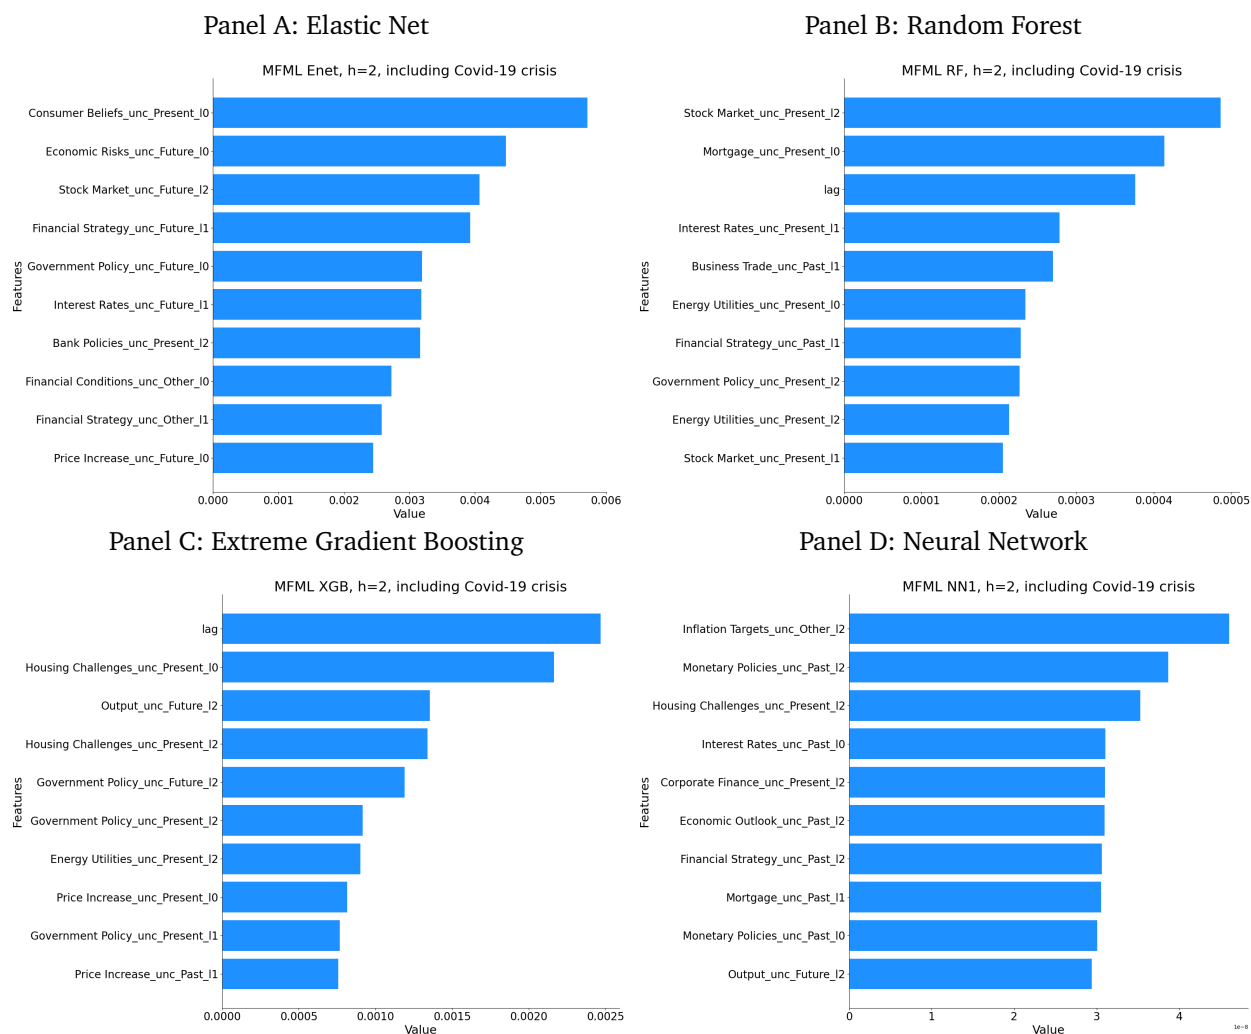 Panel A: Elastic Net
MFML Enet, h=2, including Covid-19 crisis
Features
Consumer Beliefs_unc_Present_l0
Economic Risks_unc_Future_l0
Stock Market_unc_Future_l2
Financial Strategy_unc_Future_l1
Government Policy_unc_Future_l0
Interest Rates_unc_Future_l1
Bank Policies_unc_Present_l2
Financial Conditions_unc_Other_l0
Financial Strategy_unc_Other_l1
Price Increase_unc_Future_l0
0.000 0.001 0.002 0.003 0.004 0.005 0.006
Value
Panel B: Random Forest
MFML RF, h=2, including Covid-19 crisis
Features
Stock Market_unc_Present_l2
Mortgage_unc_Present_l0
lag
Interest Rates_unc_Present_l1
Business Trade_unc_Past_l1
Energy Utilities_unc_Present_l0
Financial Strategy_unc_Past_l1
Government Policy_unc_Present_l2
Energy Utilities_unc_Present_l2
Stock Market_unc_Present_l1
0.0000 0.0001 0.0002 0.0003 0.0004 0.0005
Value
Panel C: Extreme Gradient Boosting
MFML XGB, h=2, including Covid-19 crisis
Features
lag
Housing Challenges_unc_Present_l0
Output_unc_Future_l2
Housing Challenges_unc_Present_l2
Government Policy_unc_Future_l2
Government Policy_unc_Present_l2
Energy Utilities_unc_Present_l2
Price Increase_unc_Present_l0
Government Policy_unc_Present_l1
Price Increase_unc_Past_l1
0.0000 0.0005 0.0010 0.0015 0.0020 0.0025
Value
Panel D: Neural Network
MFML NN1, h=2, including Covid-19 crisis
Features
Inflation Targets_unc_Other_l2
Monetary Policies_unc_Past_l2
Housing Challenges_unc_Present_l2
Interest Rates_unc_Past_l0
Corporate Finance_unc_Present_l2
Economic Outlook_unc_Past_l2
Financial Strategy_unc_Past_l2
Mortgage_unc_Past_l1
Monetary Policies_unc_Past_l0
Output_unc_Future_l2
0 1 2 3 4
1e-8
Value